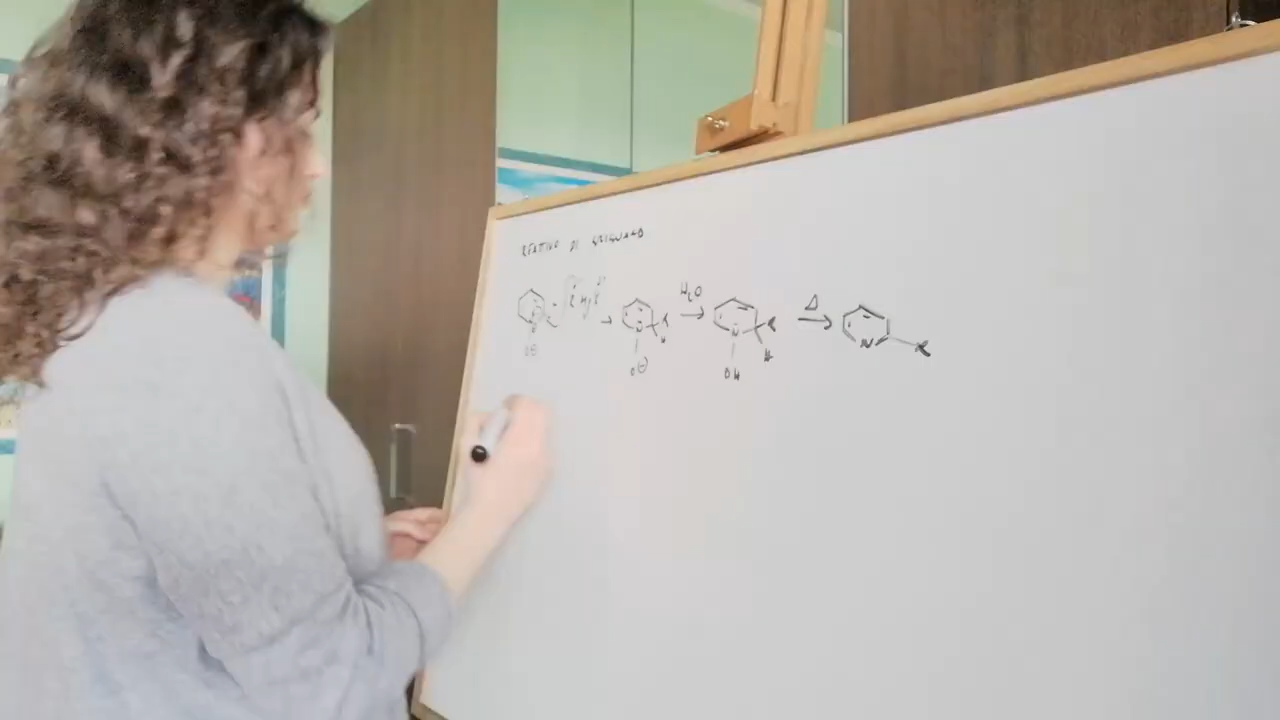 REATTIVO DI GRIGNARD
H₂O Δ
N R
N R
H
N R
OH H
O⊖ O⊖